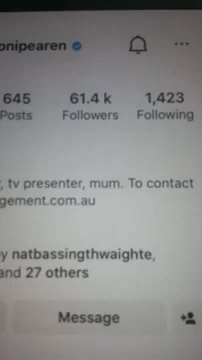 onipearen
645 61.4 k 1,423
Posts Followers Following
, tv presenter, mum. To contact
gement.com.au
y natbassingthwaighte,
and 27 others
Message